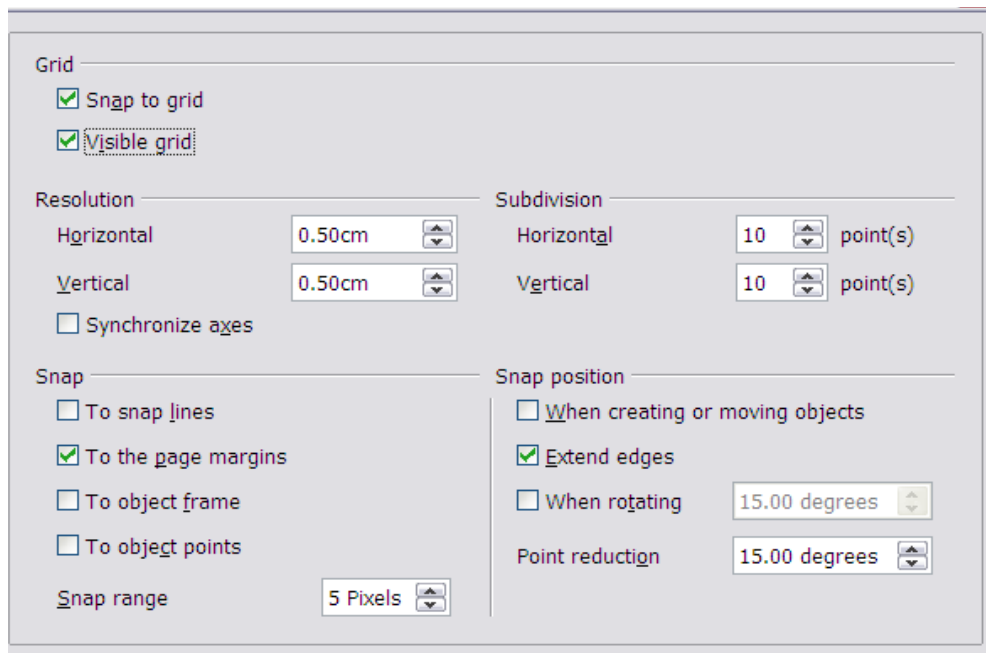 Grid
Snap to grid
Visible grid
Resolution
Horizontal 0.50cm
Vertical 0.50cm
Synchronize axes
Subdivision
Horizontal 10 point(s)
Vertical 10 point(s)
Snap
To snap lines
To the page margins
To object frame
To object points
Snap range 5 Pixels
Snap position
When creating or moving objects
Extend edges
When rotating 15.00 degrees
Point reduction 15.00 degrees